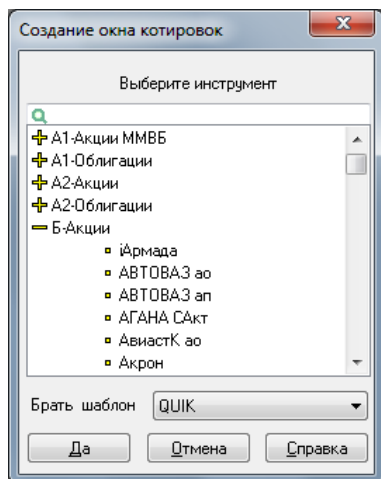 Создание окна котировок
Выберите инструмент
А1-Акции ММВБ
А1-Облигации
А2-Акции
А2-Облигации
Б-Акции
iАрмада
АВТОВАЗ ао
АВТОВАЗ ап
АГАНА САкт
АвиастК ао
Акрон
Брать шаблон QUIK
Да Отмена Справка